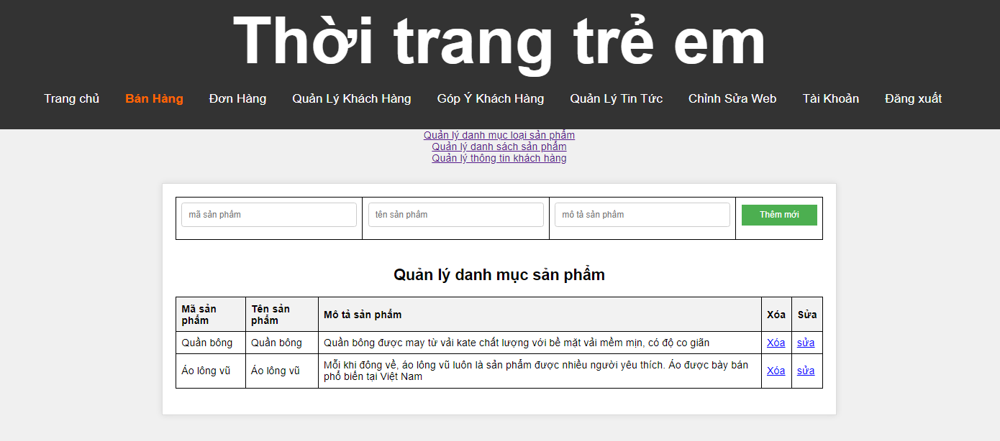 Thời trang trẻ em
Trang chủ Bán Hàng Đơn Hàng Quản Lý Khách Hàng Góp Ý Khách Hàng Quản Lý Tin Tức Chỉnh Sửa Web Tài Khoản Đăng xuất
Quản lý danh mục loại sản phẩm
Quản lý danh sách sản phẩm
Quản lý thông tin khách hàng
mã sản phẩm tên sản phẩm mô tả sản phẩm Thêm mới
Quản lý danh mục sản phẩm
Mã sản phẩm Tên sản phẩm Mô tả sản phẩm Xóa Sửa
Quần bông Quần bông Quần bông được may từ vải kate chất lượng với bề mặt vải mềm mịn, có độ co giãn Xóa sửa
Áo lông vũ Áo lông vũ Mỗi khi đông về, áo lông vũ luôn là sản phẩm được nhiều người yêu thích. Áo được bày bán
phổ biến tại Việt Nam Xóa sửa